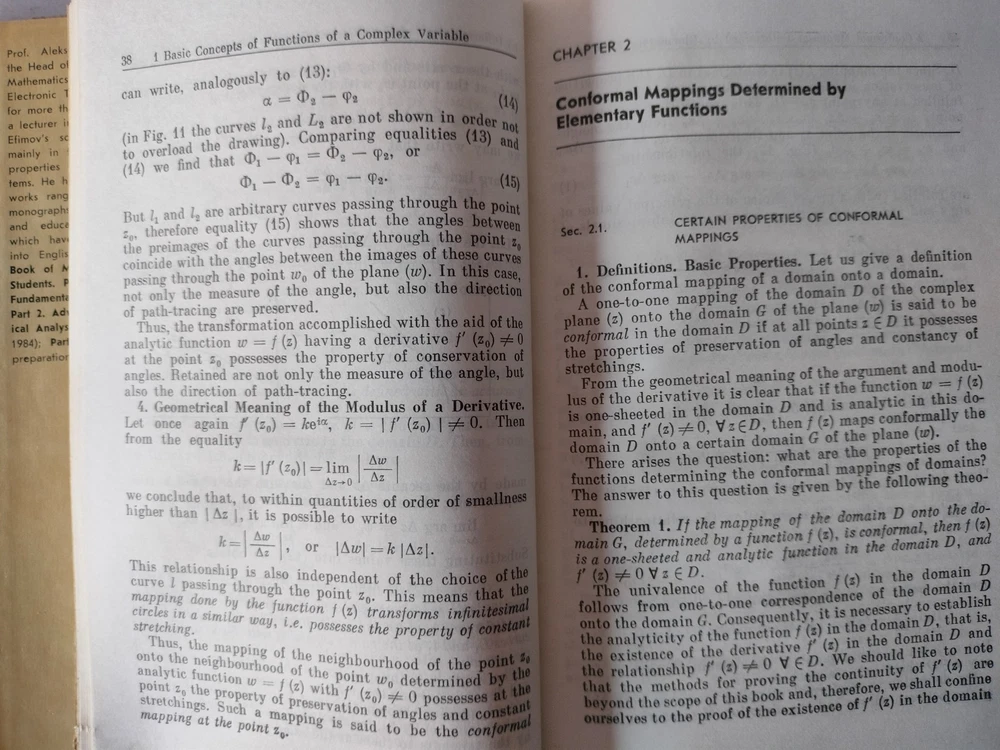 Prof. Aleks
the Head of
Mathematics
Electronic T
for more th
a lecturer i
Efimov's sc
mainly in
properties
tems. He h
works rang
monographs
and educa
which have
into Englis
Book of M
Students. P
Fundamenta
Part 2. Adv
ical Analys
1984); Part
preparation
38 1 Basic Concepts of Functions of a Complex Variable
can write, analogously to (13):
α = Φ₂ − φ₂ (14)
(in Fig. 11 the curves l₂ and L₂ are not shown in order not
to overload the drawing). Comparing equalities (13) and
(14) we find that Φ₁ − φ₁ = Φ₂ − φ₂, or
Φ₁ − Φ₂ = φ₁ − φ₂. (15)
But l₁ and l₂ are arbitrary curves passing through the point
z₀, therefore equality (15) shows that the angles between
the preimages of the curves passing through the point z₀
coincide with the angles between the images of these curves
passing through the point w₀ of the plane (w). In this case,
not only the measure of the angle, but also the direction
of path-tracing are preserved.
Thus, the transformation accomplished with the aid of the
analytic function w = f (z) having a derivative f′ (z₀) ≠ 0
at the point z₀ possesses the property of conservation of
angles. Retained are not only the measure of the angle, but
also the direction of path-tracing.
4. Geometrical Meaning of the Modulus of a Derivative.
Let once again f′ (z₀) = ke^{iα}, k = | f′ (z₀) | ≠ 0. Then
from the equality
k = |f′ (z₀)| = lim_{Δz→0} |Δw/Δz|
we conclude that, to within quantities of order of smallness
higher than | Δz |, it is possible to write
k = |Δw/Δz|, or |Δw| = k |Δz|.
This relationship is also independent of the choice of the
curve l passing through the point z₀. This means that the
mapping done by the function f (z) transforms infinitesimal
circles in a similar way, i.e. possesses the property of constant
stretching.
Thus, the mapping of the neighbourhood of the point z₀
onto the neighbourhood of the point w₀ determined by the
analytic function w = f (z) with f′ (z₀) ≠ 0 possesses at the
point z₀ the property of preservation of angles and constant
stretchings. Such a mapping is said to be the conformal
mapping at the point z₀.
CHAPTER 2
Conformal Mappings Determined by
Elementary Functions
Sec. 2.1. CERTAIN PROPERTIES OF CONFORMAL
MAPPINGS
1. Definitions. Basic Properties. Let us give a definition
of the conformal mapping of a domain onto a domain.
A one-to-one mapping of the domain D of the complex
plane (z) onto the domain G of the plane (w) is said to be
conformal in the domain D if at all points z ∈ D it possesses
the properties of preservation of angles and constancy of
stretchings.
From the geometrical meaning of the argument and modu-
lus of the derivative it is clear that if the function w = f (z)
is one-sheeted in the domain D and is analytic in this do-
main, and f′ (z) ≠ 0, ∀ z ∈ D, then f (z) maps conformally the
domain D onto a certain domain G of the plane (w).
There arises the question: what are the properties of the
functions determining the conformal mappings of domains?
The answer to this question is given by the following theo-
rem.
Theorem 1. If the mapping of the domain D onto the do-
main G, determined by a function f (z), is conformal, then f (z)
is a one-sheeted and analytic function in the domain D, and
f′ (z) ≠ 0 ∀ z ∈ D.
The univalence of the function f (z) in the domain D
follows from one-to-one correspondence of the domain D
onto the domain G. Consequently, it is necessary to establish
the analyticity of the function f (z) in the domain D, that is,
the existence of the derivative f′ (z) in the domain D and
the relationship f′ (z) ≠ 0 ∀ ∈ D. We should like to note
that the methods for proving the continuity of f′ (z) are
beyond the scope of this book and, therefore, we shall confine
ourselves to the proof of the existence of f′ (z) in the domain